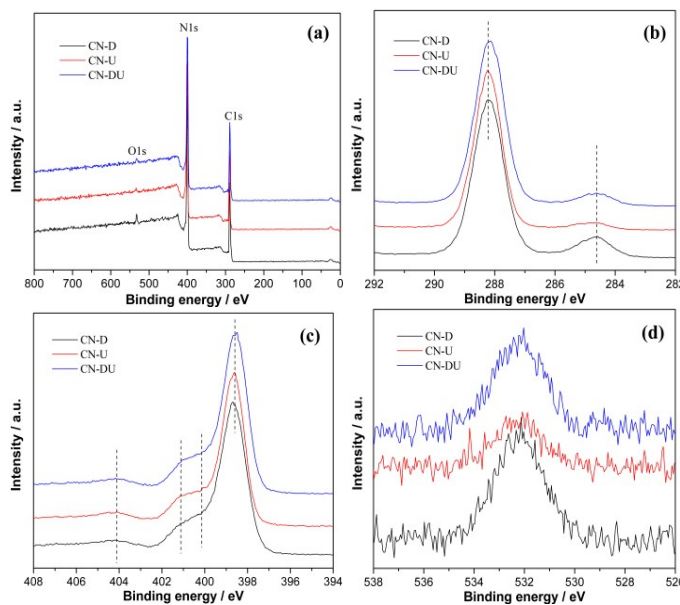 (a)
CN-D
CN-U
CN-DU
N1s
C1s
O1s
Intensity / a.u.
800 700 600 500 400 300 200 100 0
Binding energy / eV
(b)
CN-D
CN-U
CN-DU
Intensity / a.u.
292 290 288 286 284 282
Binding energy / eV
(c)
CN-D
CN-U
CN-DU
Intensity / a.u.
408 406 404 402 400 398 396 394
Binding energy / eV
(d)
CN-D
CN-U
CN-DU
Intensity / a.u.
538 536 534 532 530 528 526
Binding energy / eV